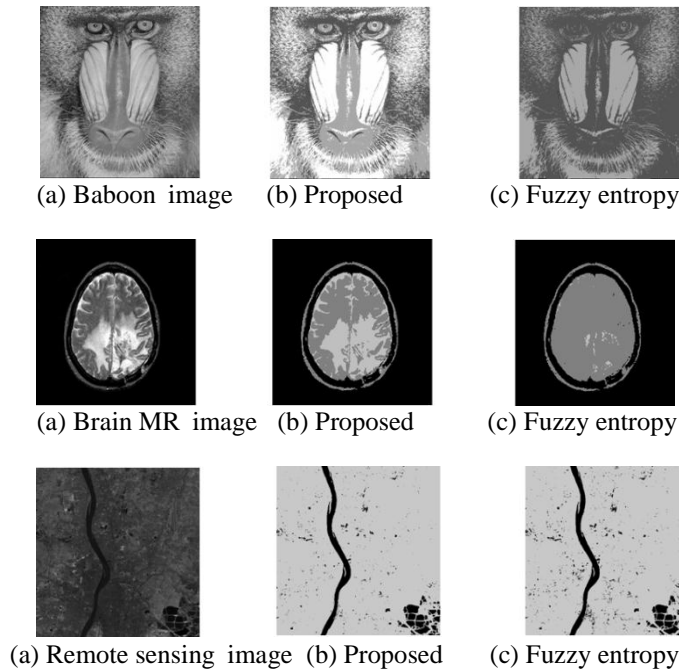 (a) Baboon image (b) Proposed (c) Fuzzy entropy
(a) Brain MR image (b) Proposed (c) Fuzzy entropy
(a) Remote sensing image (b) Proposed (c) Fuzzy entropy